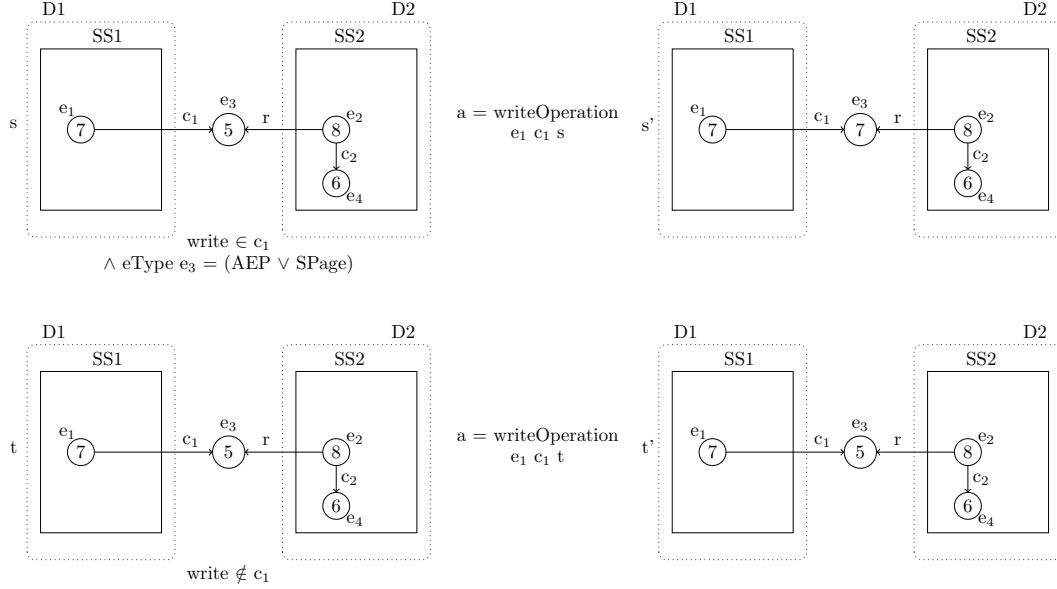 D1 D2 D1 D2
SS1 SS2 SS1 SS2
s e₁ 7 c₁ e₃ 5 r 8 e₂ c₂ 6 e₄
a = writeOperation
e₁ c₁ s
s' e₁ 7 c₁ e₃ 7 r 8 e₂ c₂ 6 e₄
write ∈ c₁
∧ eType e₃ = (AEP ∨ SPage)
D1 D2 D1 D2
SS1 SS2 SS1 SS2
t e₁ 7 c₁ e₃ 5 r 8 e₂ c₂ 6 e₄
a = writeOperation
e₁ c₁ t
t' e₁ 7 c₁ e₃ 5 r 8 e₂ c₂ 6 e₄
write ∉ c₁